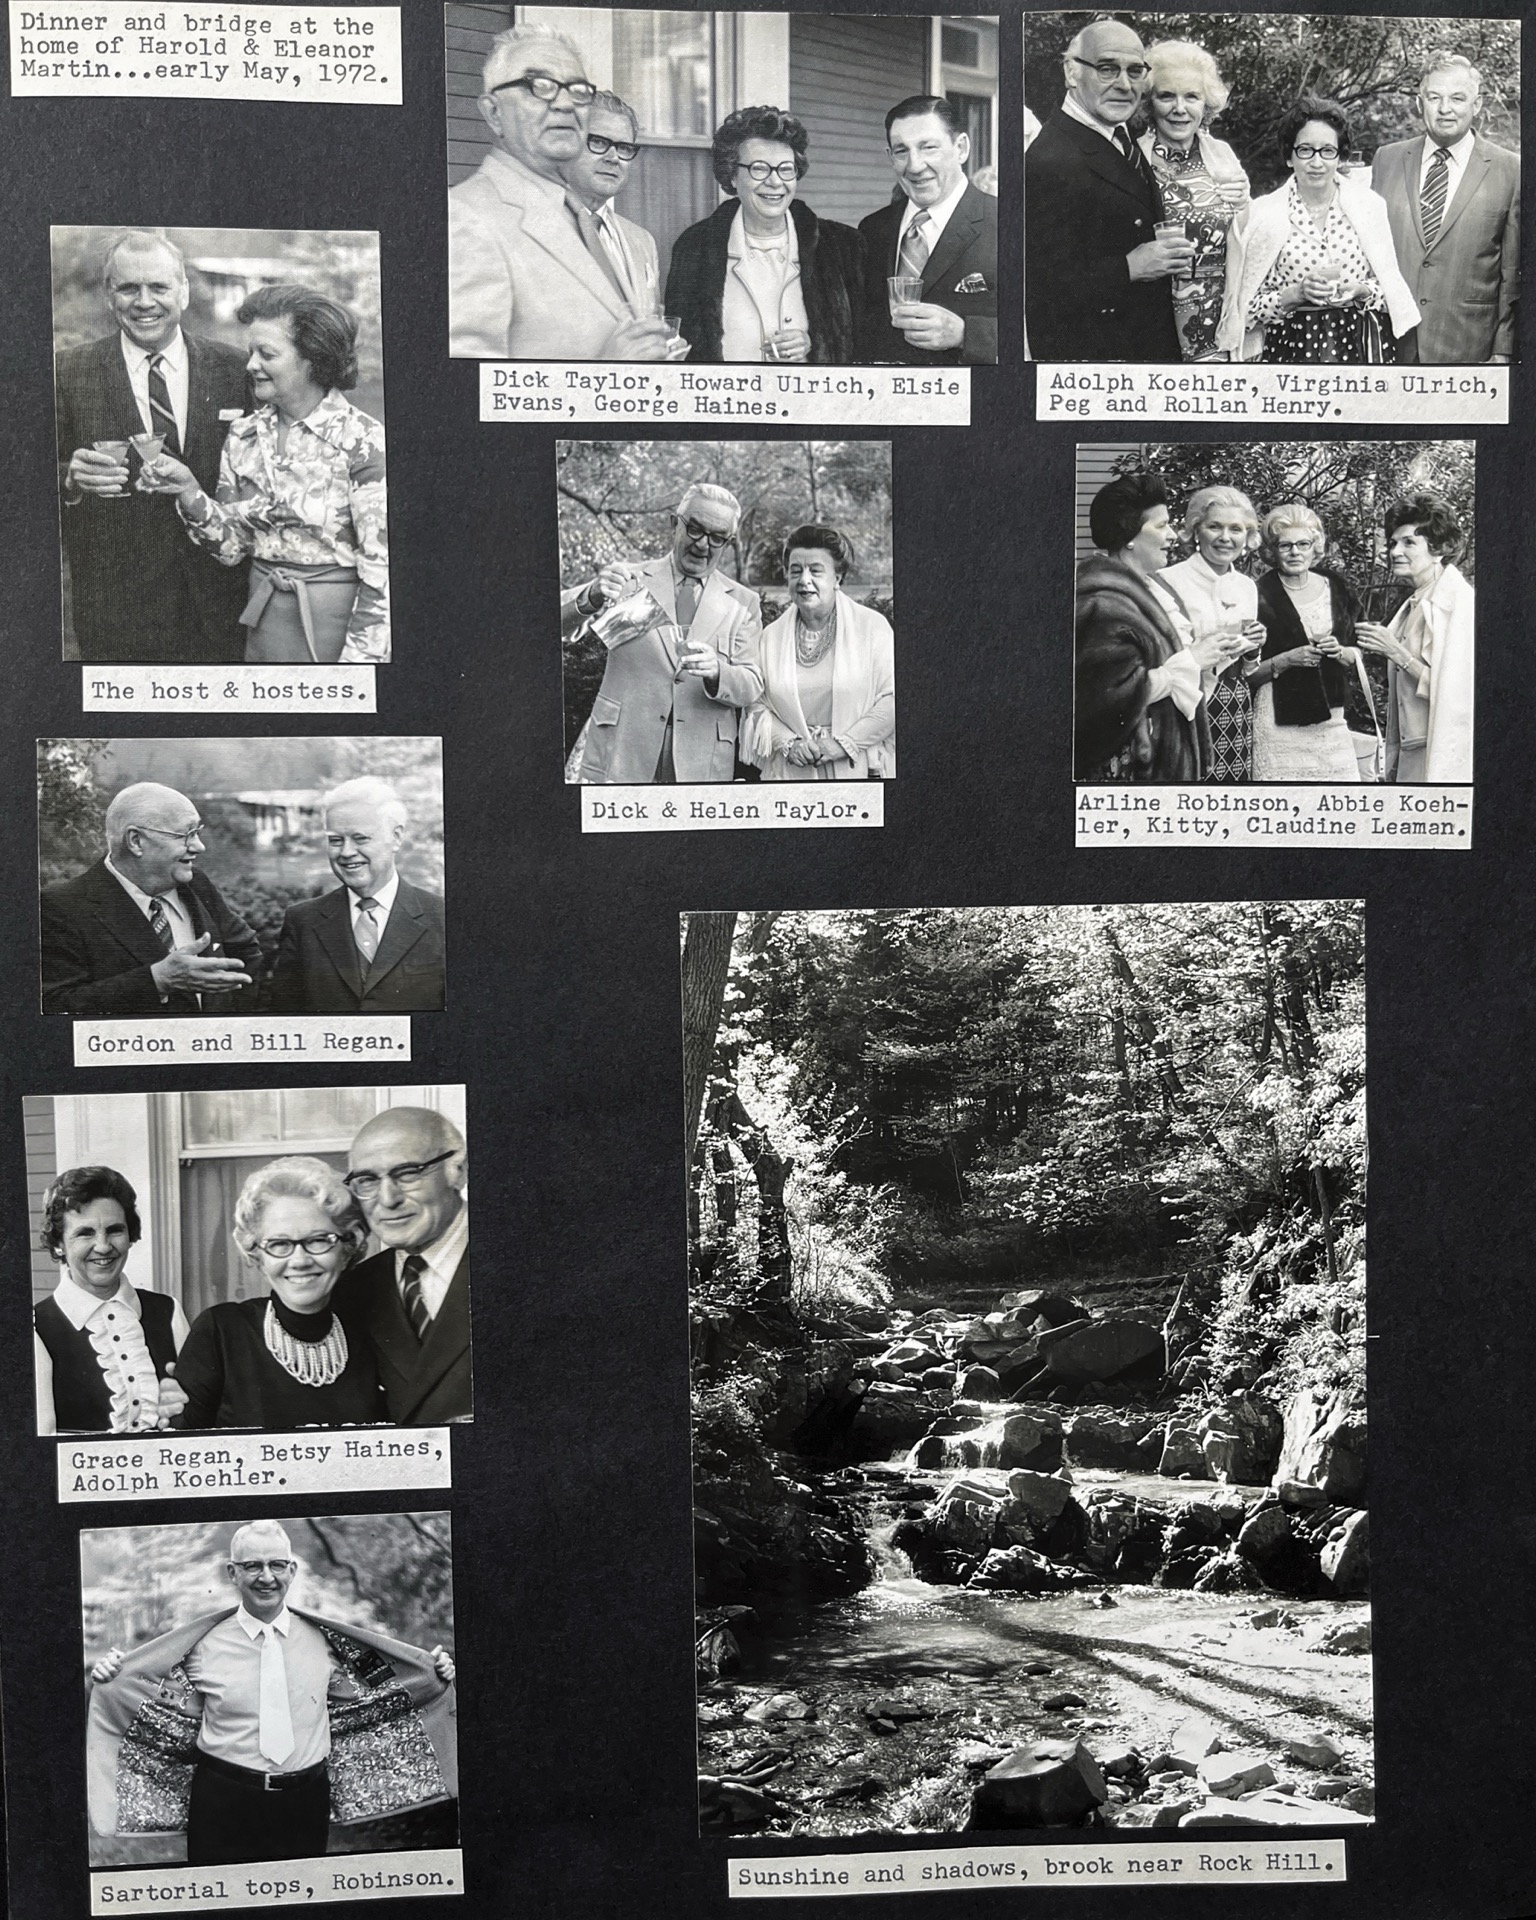 Dinner and bridge at the
home of Harold & Eleanor
Martin...early May, 1972.
Dick Taylor, Howard Ulrich, Elsie
Evans, George Haines.
Adolph Koehler, Virginia Ulrich,
Peg and Rollan Henry.
The host & hostess.
Dick & Helen Taylor.
Arline Robinson, Abbie Koeh-
ler, Kitty, Claudine Leaman.
Gordon and Bill Regan.
Grace Regan, Betsy Haines,
Adolph Koehler.
Sartorial tops, Robinson.
Sunshine and shadows, brook near Rock Hill.